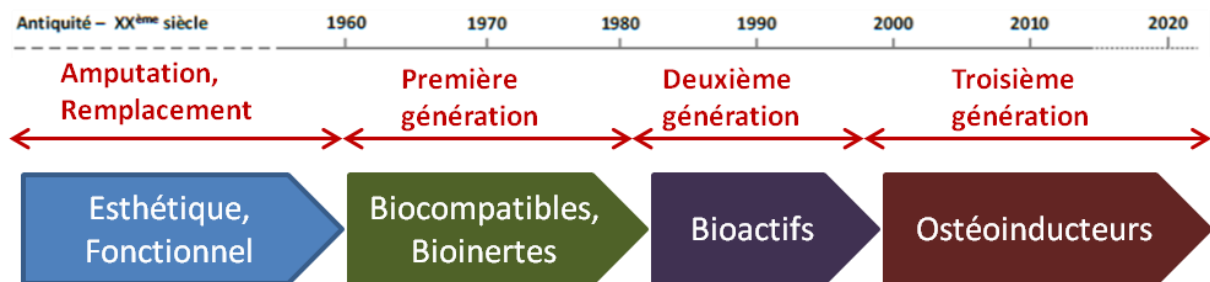 Antiquité – XXème siècle 1960 1970 1980 1990 2000 2010 2020
Amputation,
Remplacement
Première
génération
Deuxième
génération
Troisième
génération
Esthétique,
Fonctionnel
Biocompatibles,
Bioinertes
Bioactifs
Ostéoinducteurs